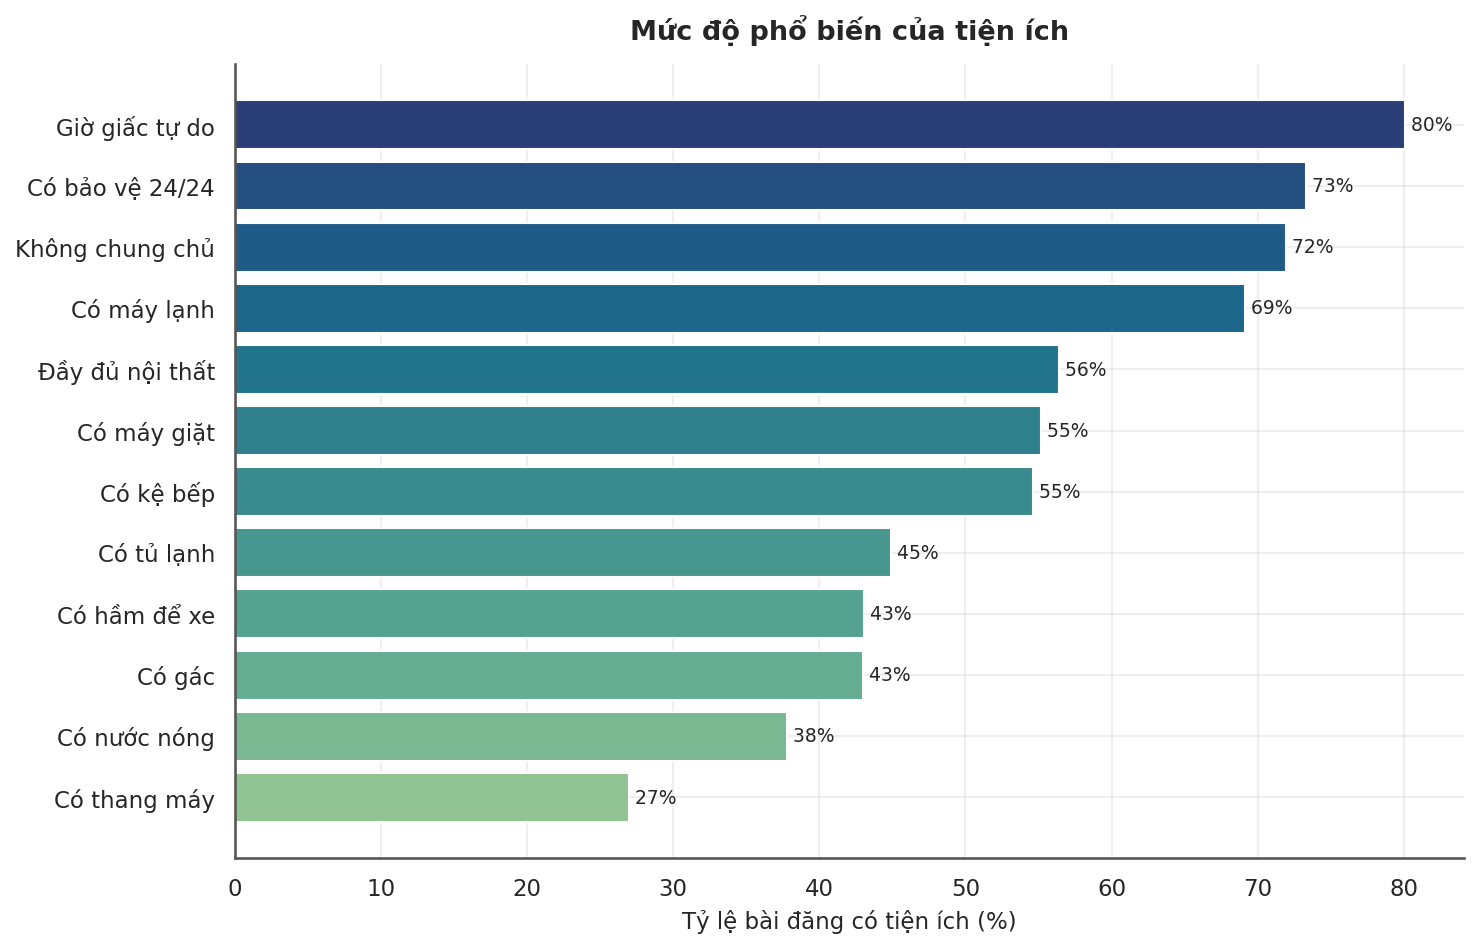 Mức độ phổ biến của tiện ích
Giờ giấc tự do 80%
Có bảo vệ 24/24 73%
Không chung chủ 72%
Có máy lạnh 69%
Đầy đủ nội thất 56%
Có máy giặt 55%
Có kệ bếp 55%
Có tủ lạnh 45%
Có hầm để xe 43%
Có gác 43%
Có nước nóng 38%
Có thang máy 27%
0 10 20 30 40 50 60 70 80
Tỷ lệ bài đăng có tiện ích (%)